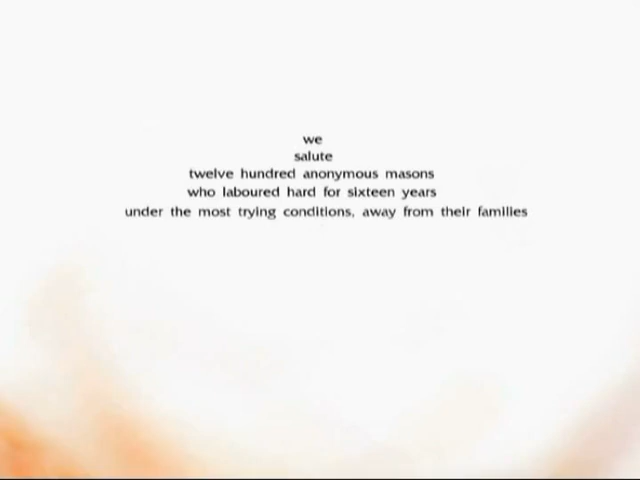 we
salute
twelve hundred anonymous masons
who laboured hard for sixteen years
under the most trying conditions, away from their families